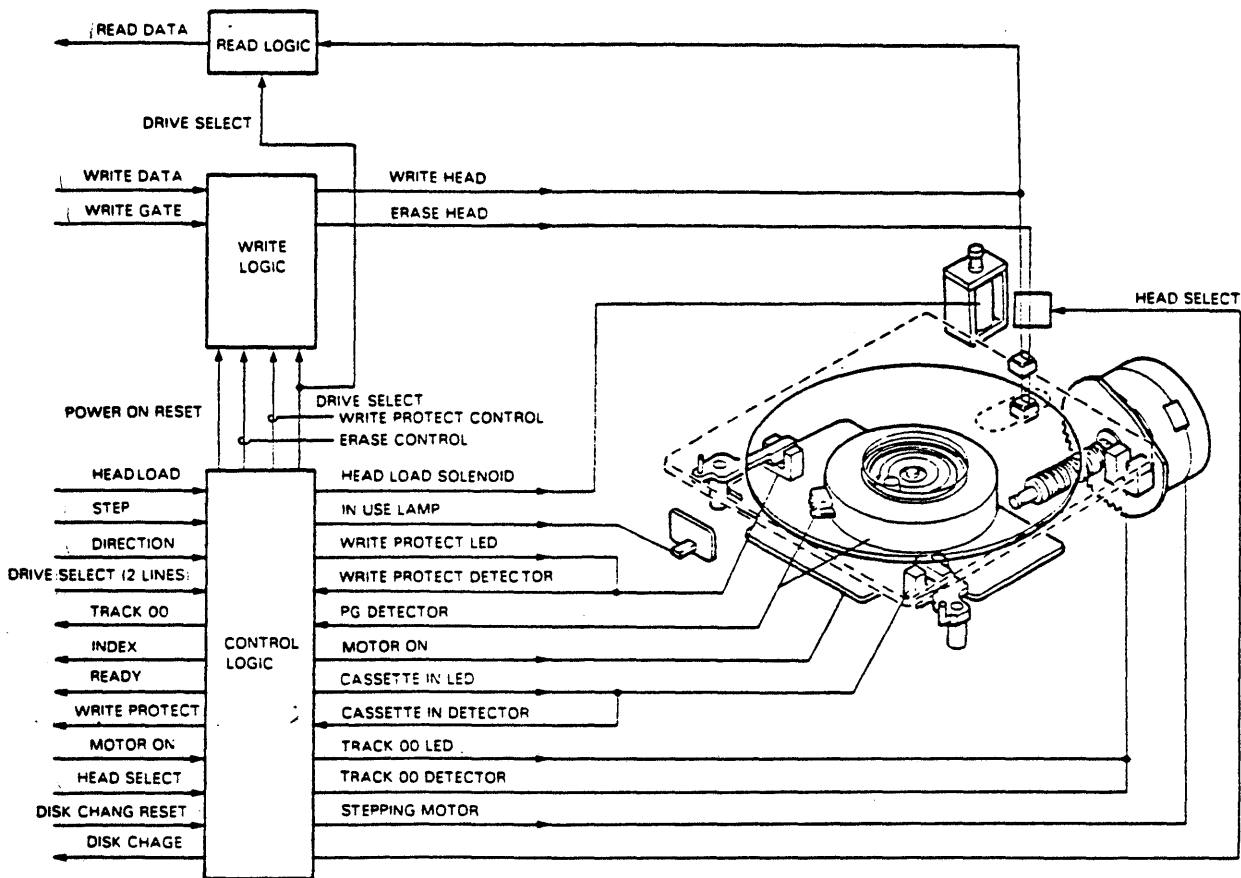 READ DATA
READ LOGIC
DRIVE SELECT
WRITE DATA
WRITE HEAD
WRITE GATE
ERASE HEAD
WRITE
LOGIC
HEAD SELECT
POWER ON RESET
DRIVE SELECT
WRITE PROTECT CONTROL
ERASE CONTROL
HEAD LOAD
HEAD LOAD SOLENOID
STEP
IN USE LAMP
DIRECTION
WRITE PROTECT LED
DRIVE SELECT (2 LINES)
WRITE PROTECT DETECTOR
TRACK 00
PG DETECTOR
CONTROL
LOGIC
INDEX
MOTOR ON
READY
CASSETTE IN LED
WRITE PROTECT
CASSETTE IN DETECTOR
MOTOR ON
TRACK 00 LED
HEAD SELECT
TRACK 00 DETECTOR
DISK CHANG RESET
STEPPING MOTOR
DISK CHAGE